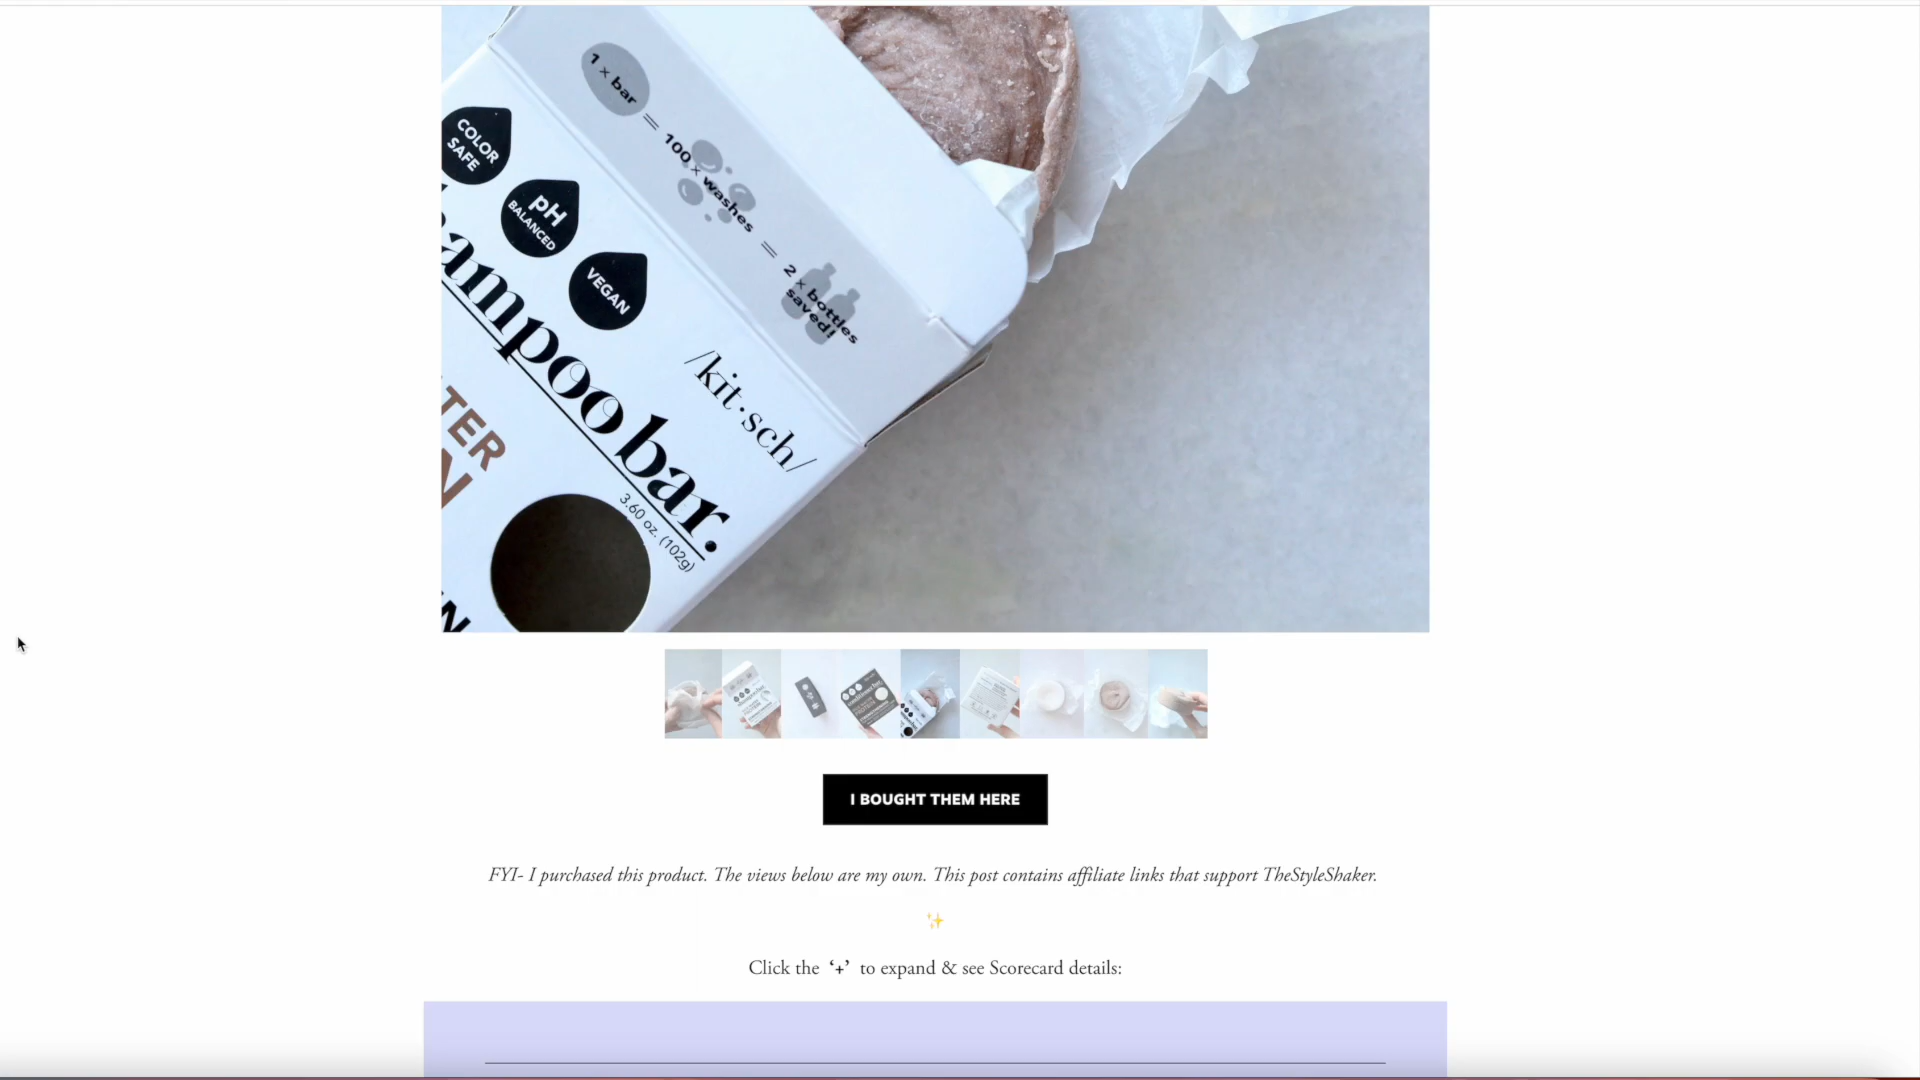 1 x bar
=
100 x washes
=
2 x bottles
saved!
COLOR
SAFE
pH
BALANCED
VEGAN
ampoo bar.
/kit·sch/
TER
N
3.60 oz. (102g)
IN
I BOUGHT THEM HERE
FYI- I purchased this product. The views below are my own. This post contains affiliate links that support TheStyleShaker.
Click the ‘+’ to expand & see Scorecard details: